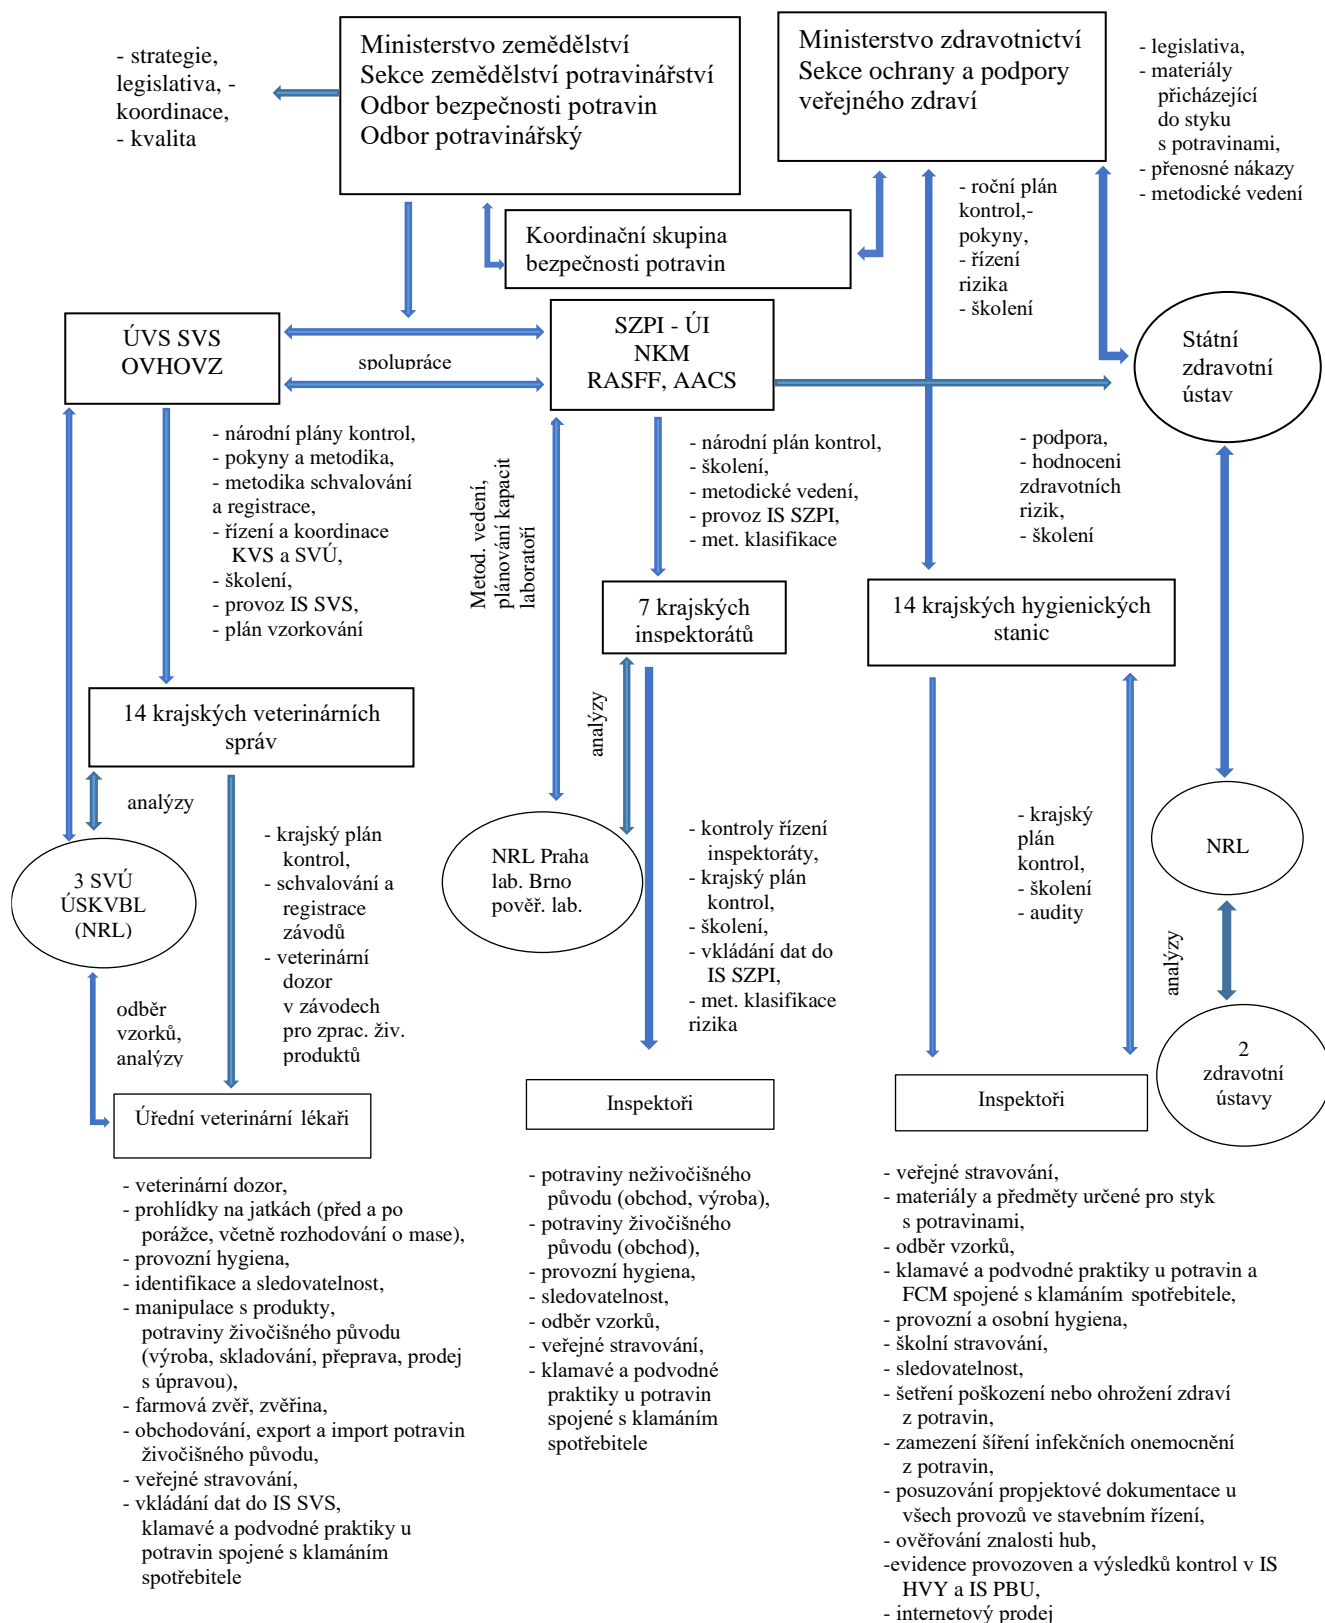 - strategie,
legislativa, -
koordinace,
- kvalita
Ministerstvo zemědělství
Sekce zemědělství potravinářství
Odbor bezpečnosti potravin
Odbor potravinářský
Ministerstvo zdravotnictví
Sekce ochrany a podpory
veřejného zdraví
- legislativa,
- materiály
přicházející
do styku
s potravinami,
- přenosné nákazy
- metodické vedení
- roční plán
kontrol,-
pokyny,
- řízení
rizika
- školení
Koordinační skupina
bezpečnosti potravin
ÚVS SVS
OVHOVZ
spolupráce
SZPI - ÚI
NKM
RASFF, AACS
Státní
zdravotní
ústav
- národní plány kontrol,
- pokyny a metodika,
- metodika schvalování
a registrace,
- řízení a koordinace
KVS a SVÚ,
- školení,
- provoz IS SVS,
- plán vzorkování
Metod. vedení,
plánování kapacit
laboratoří
- národní plán kontrol,
- školení,
- metodické vedení,
- provoz IS SZPI,
- met. klasifikace
- podpora,
- hodnoceni
zdravotních
rizik,
- školení
7 krajských
inspektorátů
14 krajských hygienických
stanic
14 krajských veterinárních
správ
analýzy
analýzy
- krajský plán
kontrol,
- schvalování a
registrace
závodů
- veterinární
dozor
v závodech
pro zprac. živ.
produktů
3 SVÚ
ÚSKVBL
(NRL)
NRL Praha
lab. Brno
pověř. lab.
- kontroly řízení
inspektoráty,
- krajský plán
kontrol,
- školení,
- vkládání dat do
IS SZPI,
- met. klasifikace
rizika
- krajský
plán
kontrol,
- školení
- audity
NRL
analýzy
2
zdravotní
ústavy
odběr
vzorků,
analýzy
Úřední veterinární lékaři
Inspektoři
Inspektoři
- veterinární dozor,
- prohlídky na jatkách (před a po
porážce, včetně rozhodování o mase),
- provozní hygiena,
- identifikace a sledovatelnost,
- manipulace s produkty,
potraviny živočišného původu
(výroba, skladování, přeprava, prodej
s úpravou),
- farmová zvěř, zvěřina,
- obchodování, export a import potravin
živočišného původu,
- veřejné stravování,
- vkládání dat do IS SVS,
klamavé a podvodné praktiky u
potravin spojené s klamáním
spotřebitele
- potraviny neživočišného
původu (obchod, výroba),
- potraviny živočišného
původu (obchod),
- provozní hygiena,
- sledovatelnost,
- odběr vzorků,
- veřejné stravování,
- klamavé a podvodné
praktiky u potravin
spojené s klamáním
spotřebitele
- veřejné stravování,
- materiály a předměty určené pro styk
s potravinami,
- odběr vzorků,
- klamavé a podvodné praktiky u potravin a
FCM spojené s klamáním spotřebitele,
- provozní a osobní hygiena,
- školní stravování,
- sledovatelnost,
- šetření poškození nebo ohrožení zdraví
z potravin,
- zamezení šíření infekčních onemocnění
z potravin,
- posuzování propjektové dokumentace u
všech provozů ve stavebním řízení,
- ověřování znalosti hub,
-evidence provozoven a výsledků kontrol v IS
HVY a IS PBU,
- internetový prodej